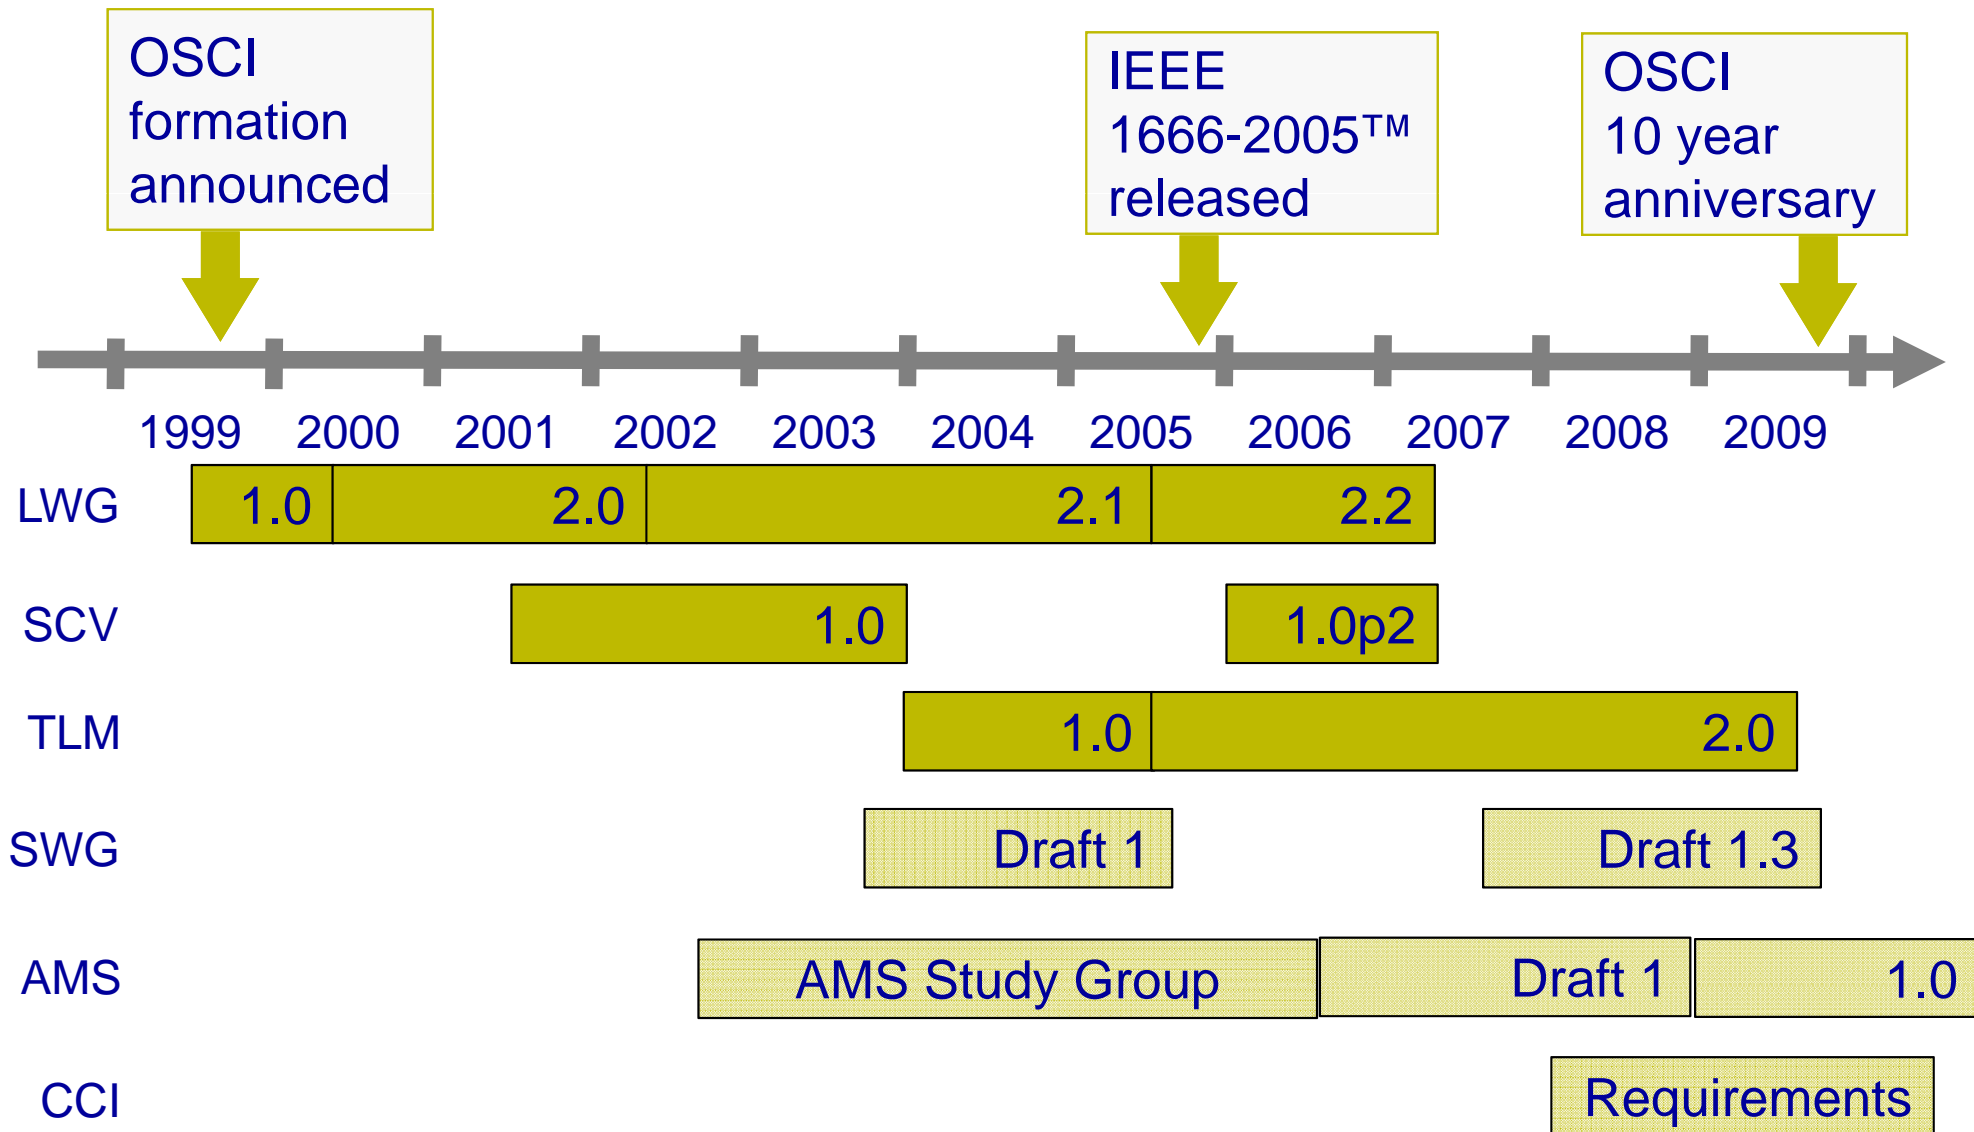 OSCI
formation
announced
IEEE
1666-2005™
released
OSCI
10 year
anniversary
1999 2000 2001 2002 2003 2004 2005 2006 2007 2008 2009
LWG 1.0 2.0 2.1 2.2
SCV 1.0 1.0p2
TLM 1.0 2.0
SWG Draft 1 Draft 1.3
AMS AMS Study Group Draft 1 1.0
CCI Requirements